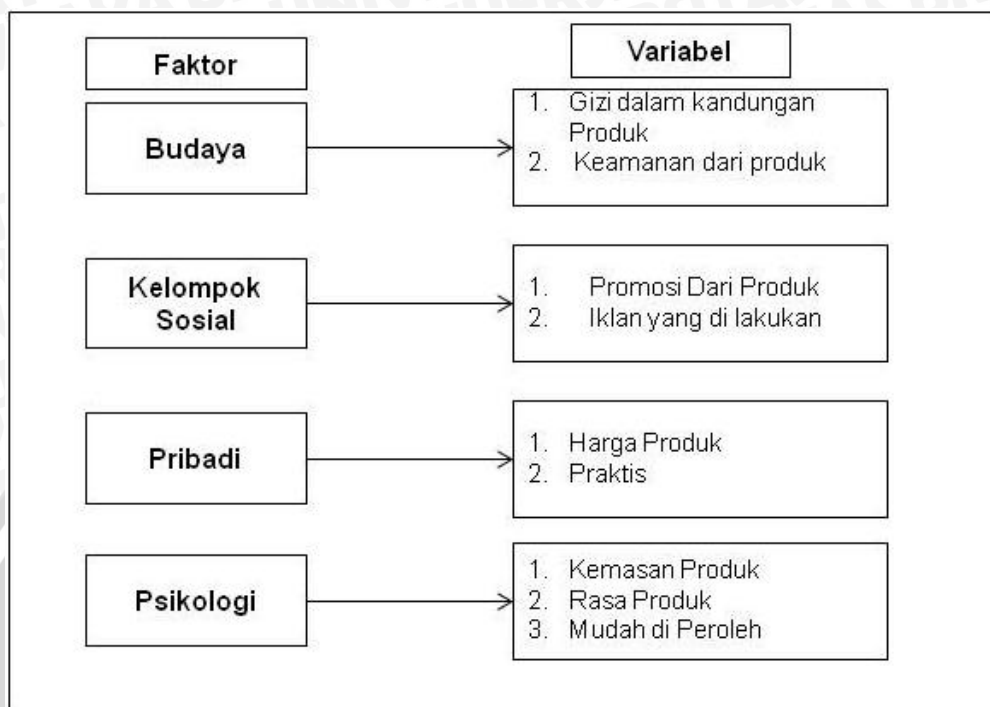 Faktor
Variabel
Budaya
1. Gizi dalam kandungan
Produk
2. Keamanan dari produk
Kelompok
Sosial
1. Promosi Dari Produk
2. Iklan yang di lakukan
Pribadi
1. Harga Produk
2. Praktis
Psikologi
1. Kemasan Produk
2. Rasa Produk
3. Mudah di Peroleh